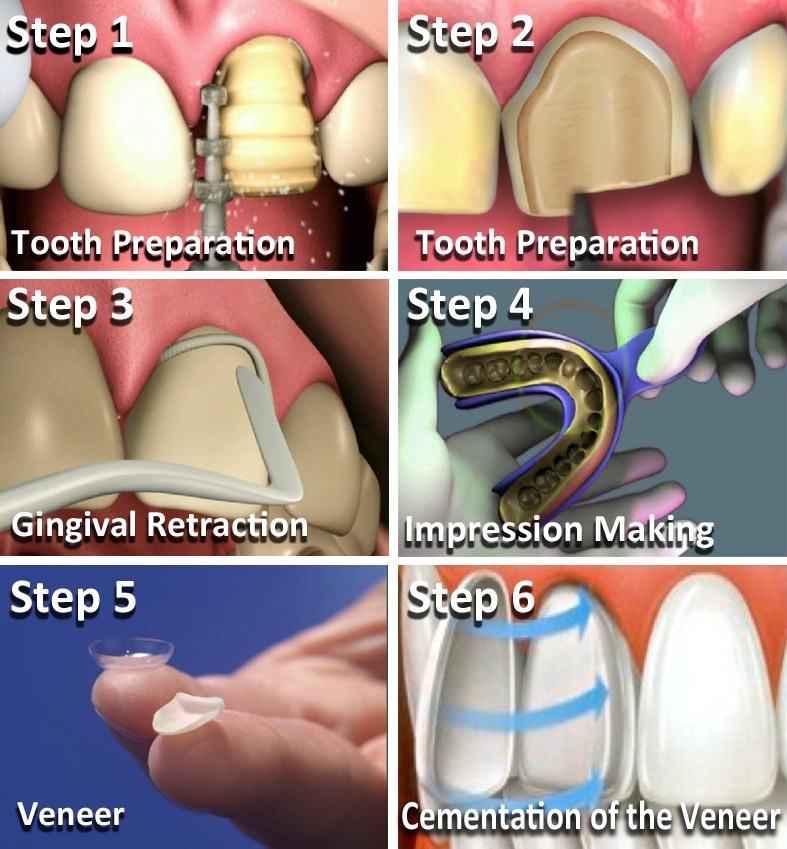 Step 1
Tooth Preparation
Step 2
Tooth Preparation
Step 3
Gingival Retraction
Step 4
Impression Making
Step 5
Veneer
Step 6
Cementation of the Veneer